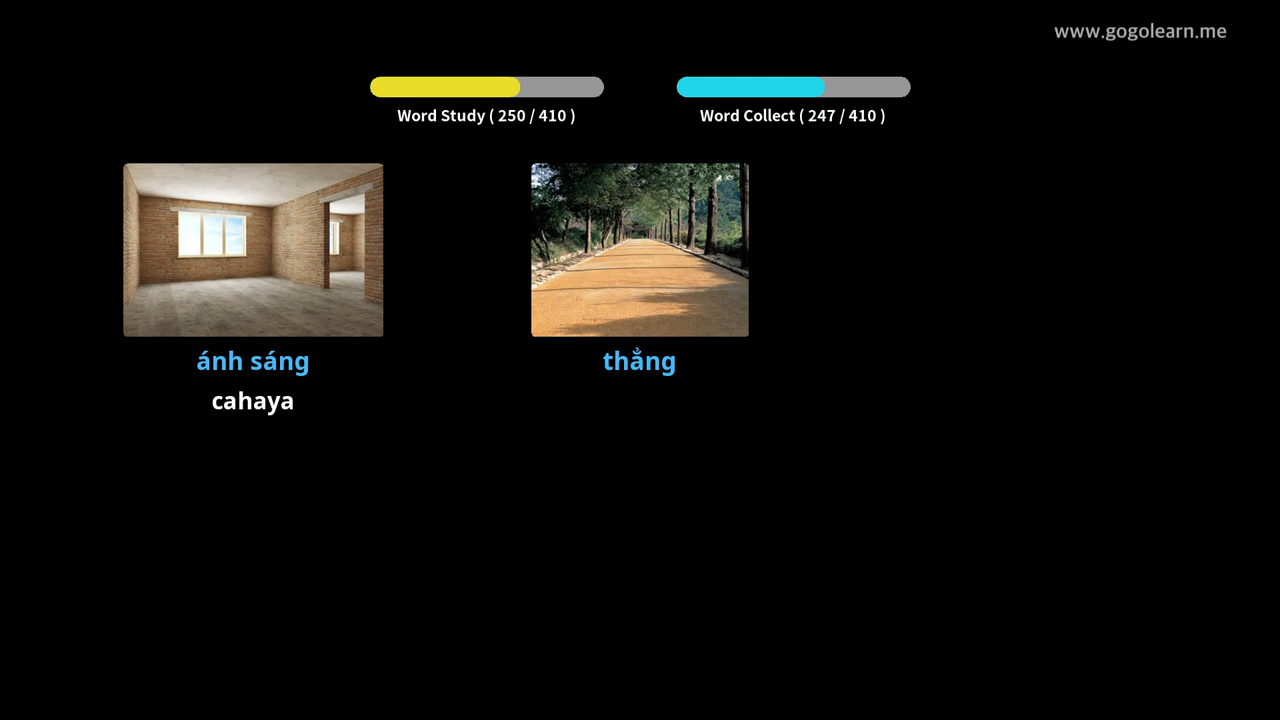 www.gogolearn.me
Word Study ( 250 / 410 )
Word Collect ( 247 / 410 )
ánh sáng
cahaya
thẳng